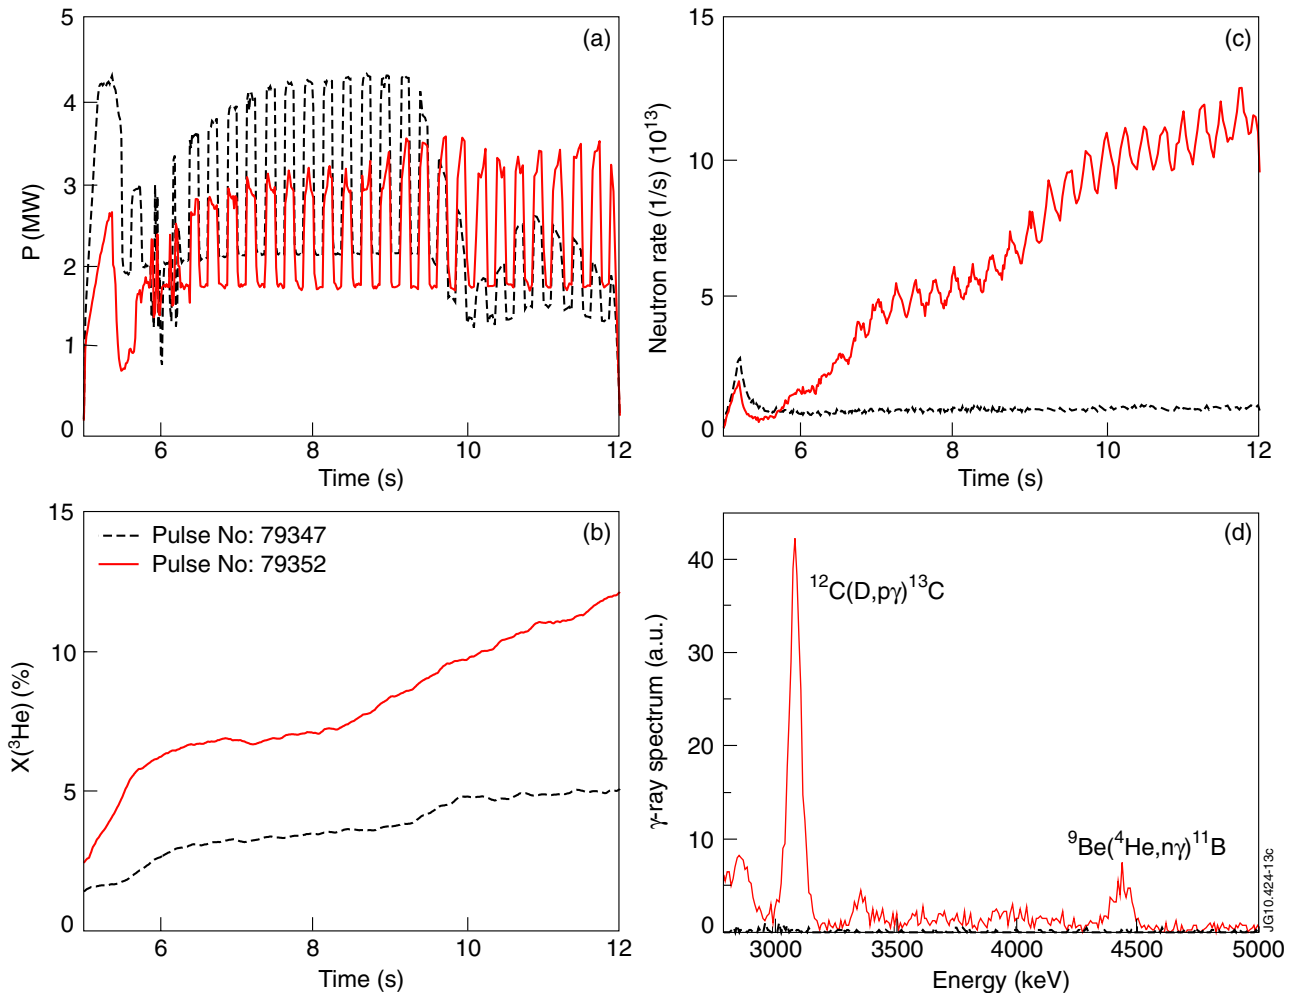 (a)
5
4
3
2
1
0
P (MW)
6
8
10
12
Time (s)
(c)
15
10
5
0
Neutron rate (1/s) (10¹³)
6
8
10
12
Time (s)
(b)
Pulse No: 79347
Pulse No: 79352
15
10
5
0
X(³He) (%)
6
8
10
12
Time (s)
(d)
¹²C(D,pγ)¹³C
⁹Be(⁴He,nγ)¹¹B
40
30
20
10
0
γ-ray spectrum (a.u.)
3000
3500
4000
4500
5000
Energy (keV)
JG10.424-13c